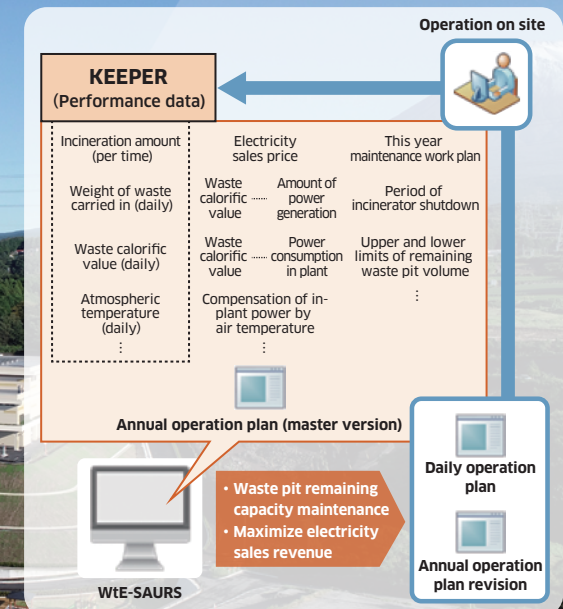 Operation on site
KEEPER
(Performance data)
Incineration amount
(per time)
Weight of waste
carried in (daily)
Waste calorific
value (daily)
Atmospheric
temperature
(daily)
⋮
Electricity
sales price
Waste
calorific
value
Amount of
power
generation
Waste
calorific
value
Power
consumption
in plant
Compensation of in-
plant power by
air temperature
⋮
This year
maintenance work plan
Period of
incinerator shutdown
Upper and lower
limits of remaining
waste pit volume
⋮
Annual operation plan (master version)
WtE-SAURS
• Waste pit remaining
capacity maintenance
• Maximize electricity
sales revenue
Daily operation
plan
Annual operation
plan revision